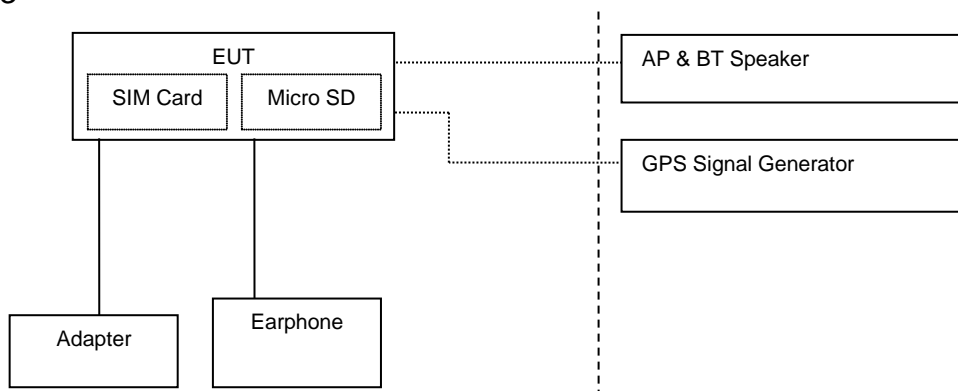 EUT
SIM Card
Micro SD
AP & BT Speaker
GPS Signal Generator
Adapter
Earphone